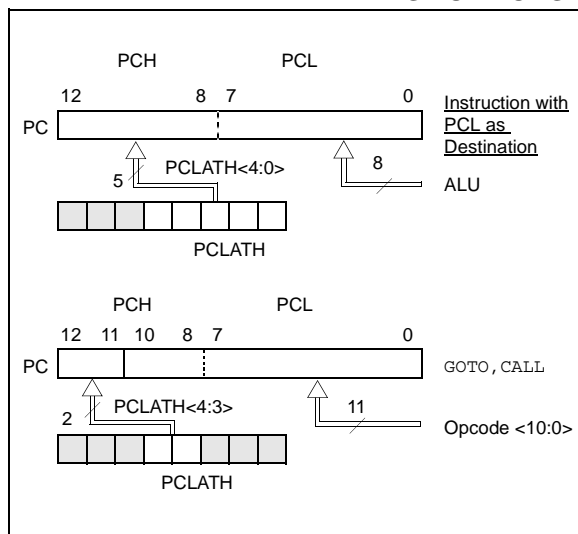 PCH PCL
12 8 7 0
Instruction with
PCL as
Destination
PC
5 PCLATH<4:0> 8
ALU
PCLATH
PCH PCL
12 11 10 8 7 0
PC GOTO, CALL
2 PCLATH<4:3> 11
Opcode <10:0>
PCLATH